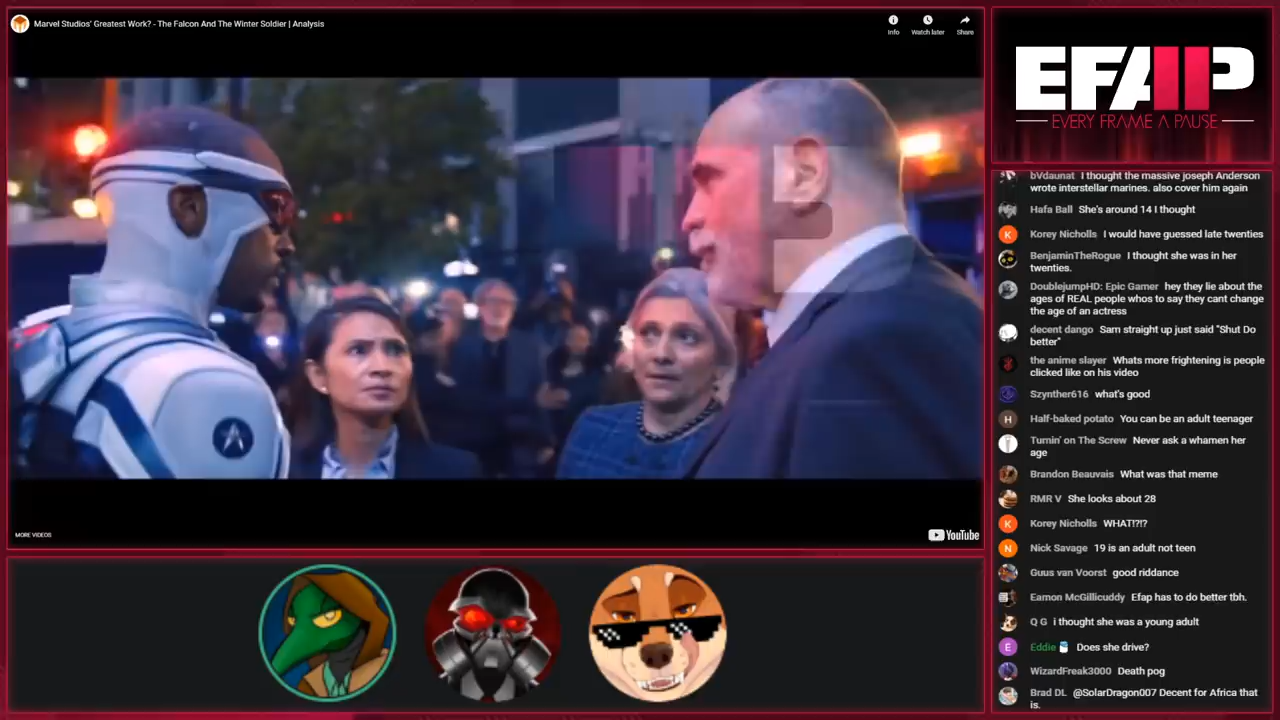 Marvel Studios' Greatest Work? - The Falcon And The Winter Soldier | Analysis
Info
Watch later
Share
MORE VIDEOS
YouTube
EFAP
EVERY FRAME A PAUSE
bVdaunat I thought the massive joseph Anderson
wrote interstellar marines. also cover him again
Hafa Ball She's around 14 I thought
Korey Nicholls I would have guessed late twenties
BenjaminTheRogue I thought she was in her
twenties.
DoublejumpHD: Epic Gamer hey they lie about the
ages of REAL people whos to say they cant change
the age of an actress
decent dango Sam straight up just said "Shut Do
better"
the anime slayer Whats more frightening is people
clicked like on his video
Szynther616 what's good
Half-baked potato You can be an adult teenager
Turnin' on The Screw Never ask a whamen her
age
Brandon Beauvais What was that meme
RMR V She looks about 28
Korey Nicholls WHAT!?!?
Nick Savage 19 is an adult not teen
Guus van Voorst good riddance
Eamon McGillicuddy Efap has to do better tbh.
Q G i thought she was a young adult
Eddie Does she drive?
WizardFreak3000 Death pog
Brad DL @SolarDragon007 Decent for Africa that
is.